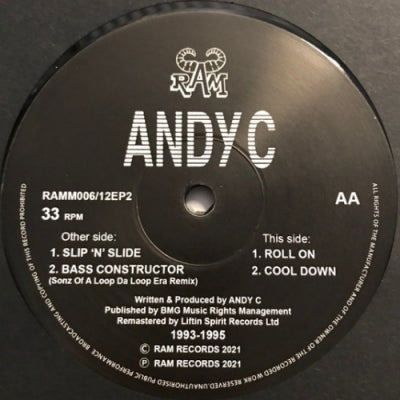 RAM
ANDY C
RAMM006/12EP2
33 RPM
AA
Other side:
1. SLIP 'N' SLIDE
2. BASS CONSTRUCTOR
(Sonz Of A Loop Da Loop Era Remix)
This side:
1. ROLL ON
2. COOL DOWN
Written & Produced by ANDY C
Published by BMG Music Rights Management
Remastered by Liftin Spirit Records Ltd
1993-1995
© RAM RECORDS 2021
℗ RAM RECORDS 2021
ALL RIGHTS OF THE MANUFACTURER AND OF THE OWNER OF THE RECORDED WORK RESERVED. UNAUTHORISED PUBLIC PERFORMANCE BROADCASTING AND COPYING OF THIS RECORD PROHIBITED